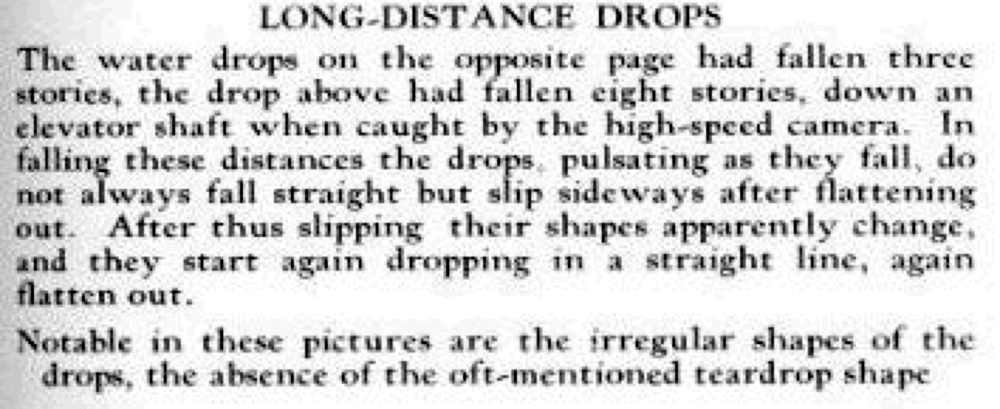 LONG-DISTANCE DROPS
The water drops on the opposite page had fallen three
stories, the drop above had fallen eight stories, down an
elevator shaft when caught by the high-speed camera. In
falling these distances the drops, pulsating as they fall, do
not always fall straight but slip sideways after flattening
out. After thus slipping their shapes apparently change,
and they start again dropping in a straight line, again
flatten out.
Notable in these pictures are the irregular shapes of the
drops, the absence of the oft-mentioned teardrop shape